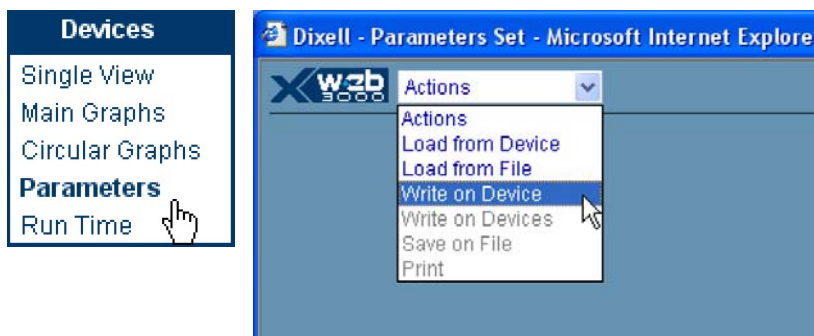 Devices
Single View
Main Graphs
Circular Graphs
Parameters
Run Time
Dixell - Parameters Set - Microsoft Internet Explore
Xweb 3000
Actions
Actions
Load from Device
Load from File
Write on Device
Write on Devices
Save on File
Print